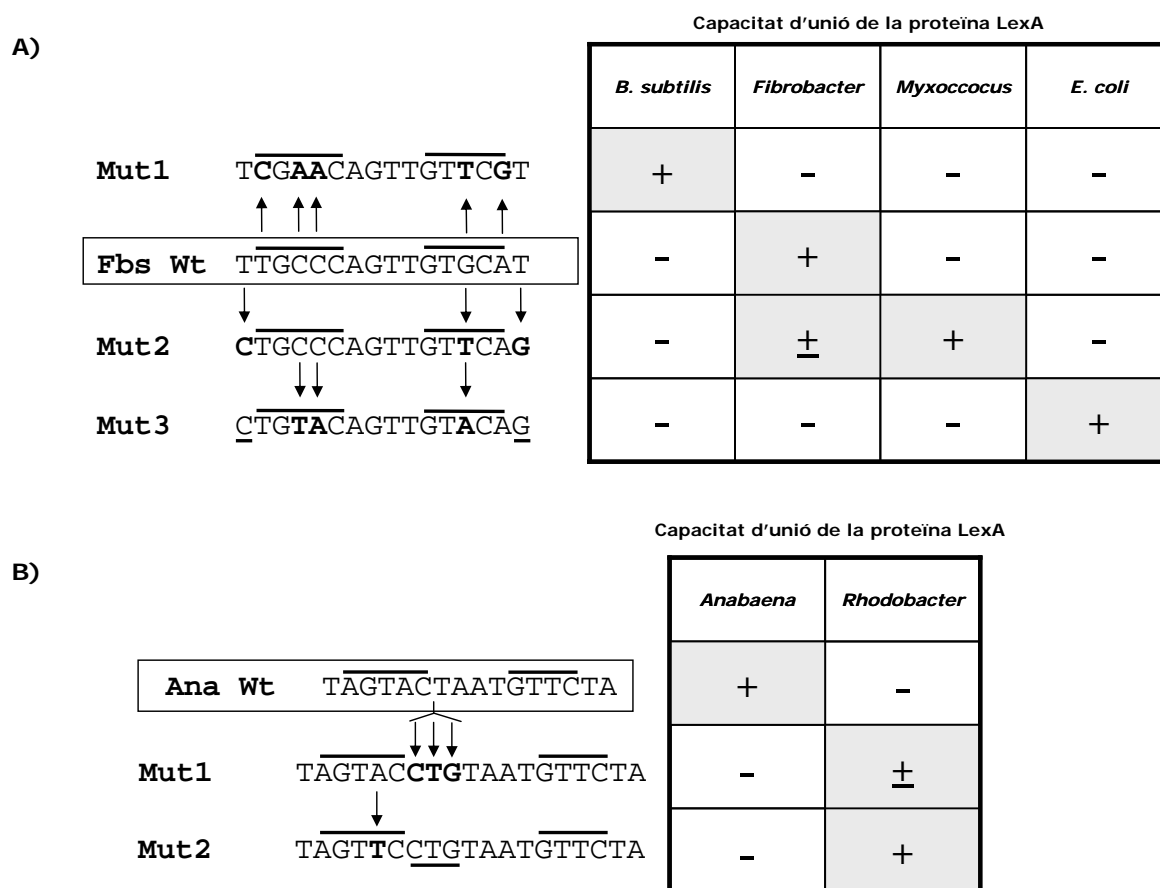 Capacitat d'unió de la proteïna LexA
A)
B. subtilis Fibrobacter Myxoccocus E. coli
Mut1 TCGAACAGTTGTTCGT + - - -
Fbs Wt TTGCCCAGTTGTGCAT - + - -
Mut2 CTGCCCAGTTGTTCAG - ± + -
Mut3 CTGTACAGTTGTACAG - - - +
Capacitat d'unió de la proteïna LexA
B)
Anabaena Rhodobacter
Ana Wt TAGTACTAATGTTCTA + -
Mut1 TAGTACCTGTAATGTTCTA - ±
Mut2 TAGTTCCTGTAATGTTCTA - +